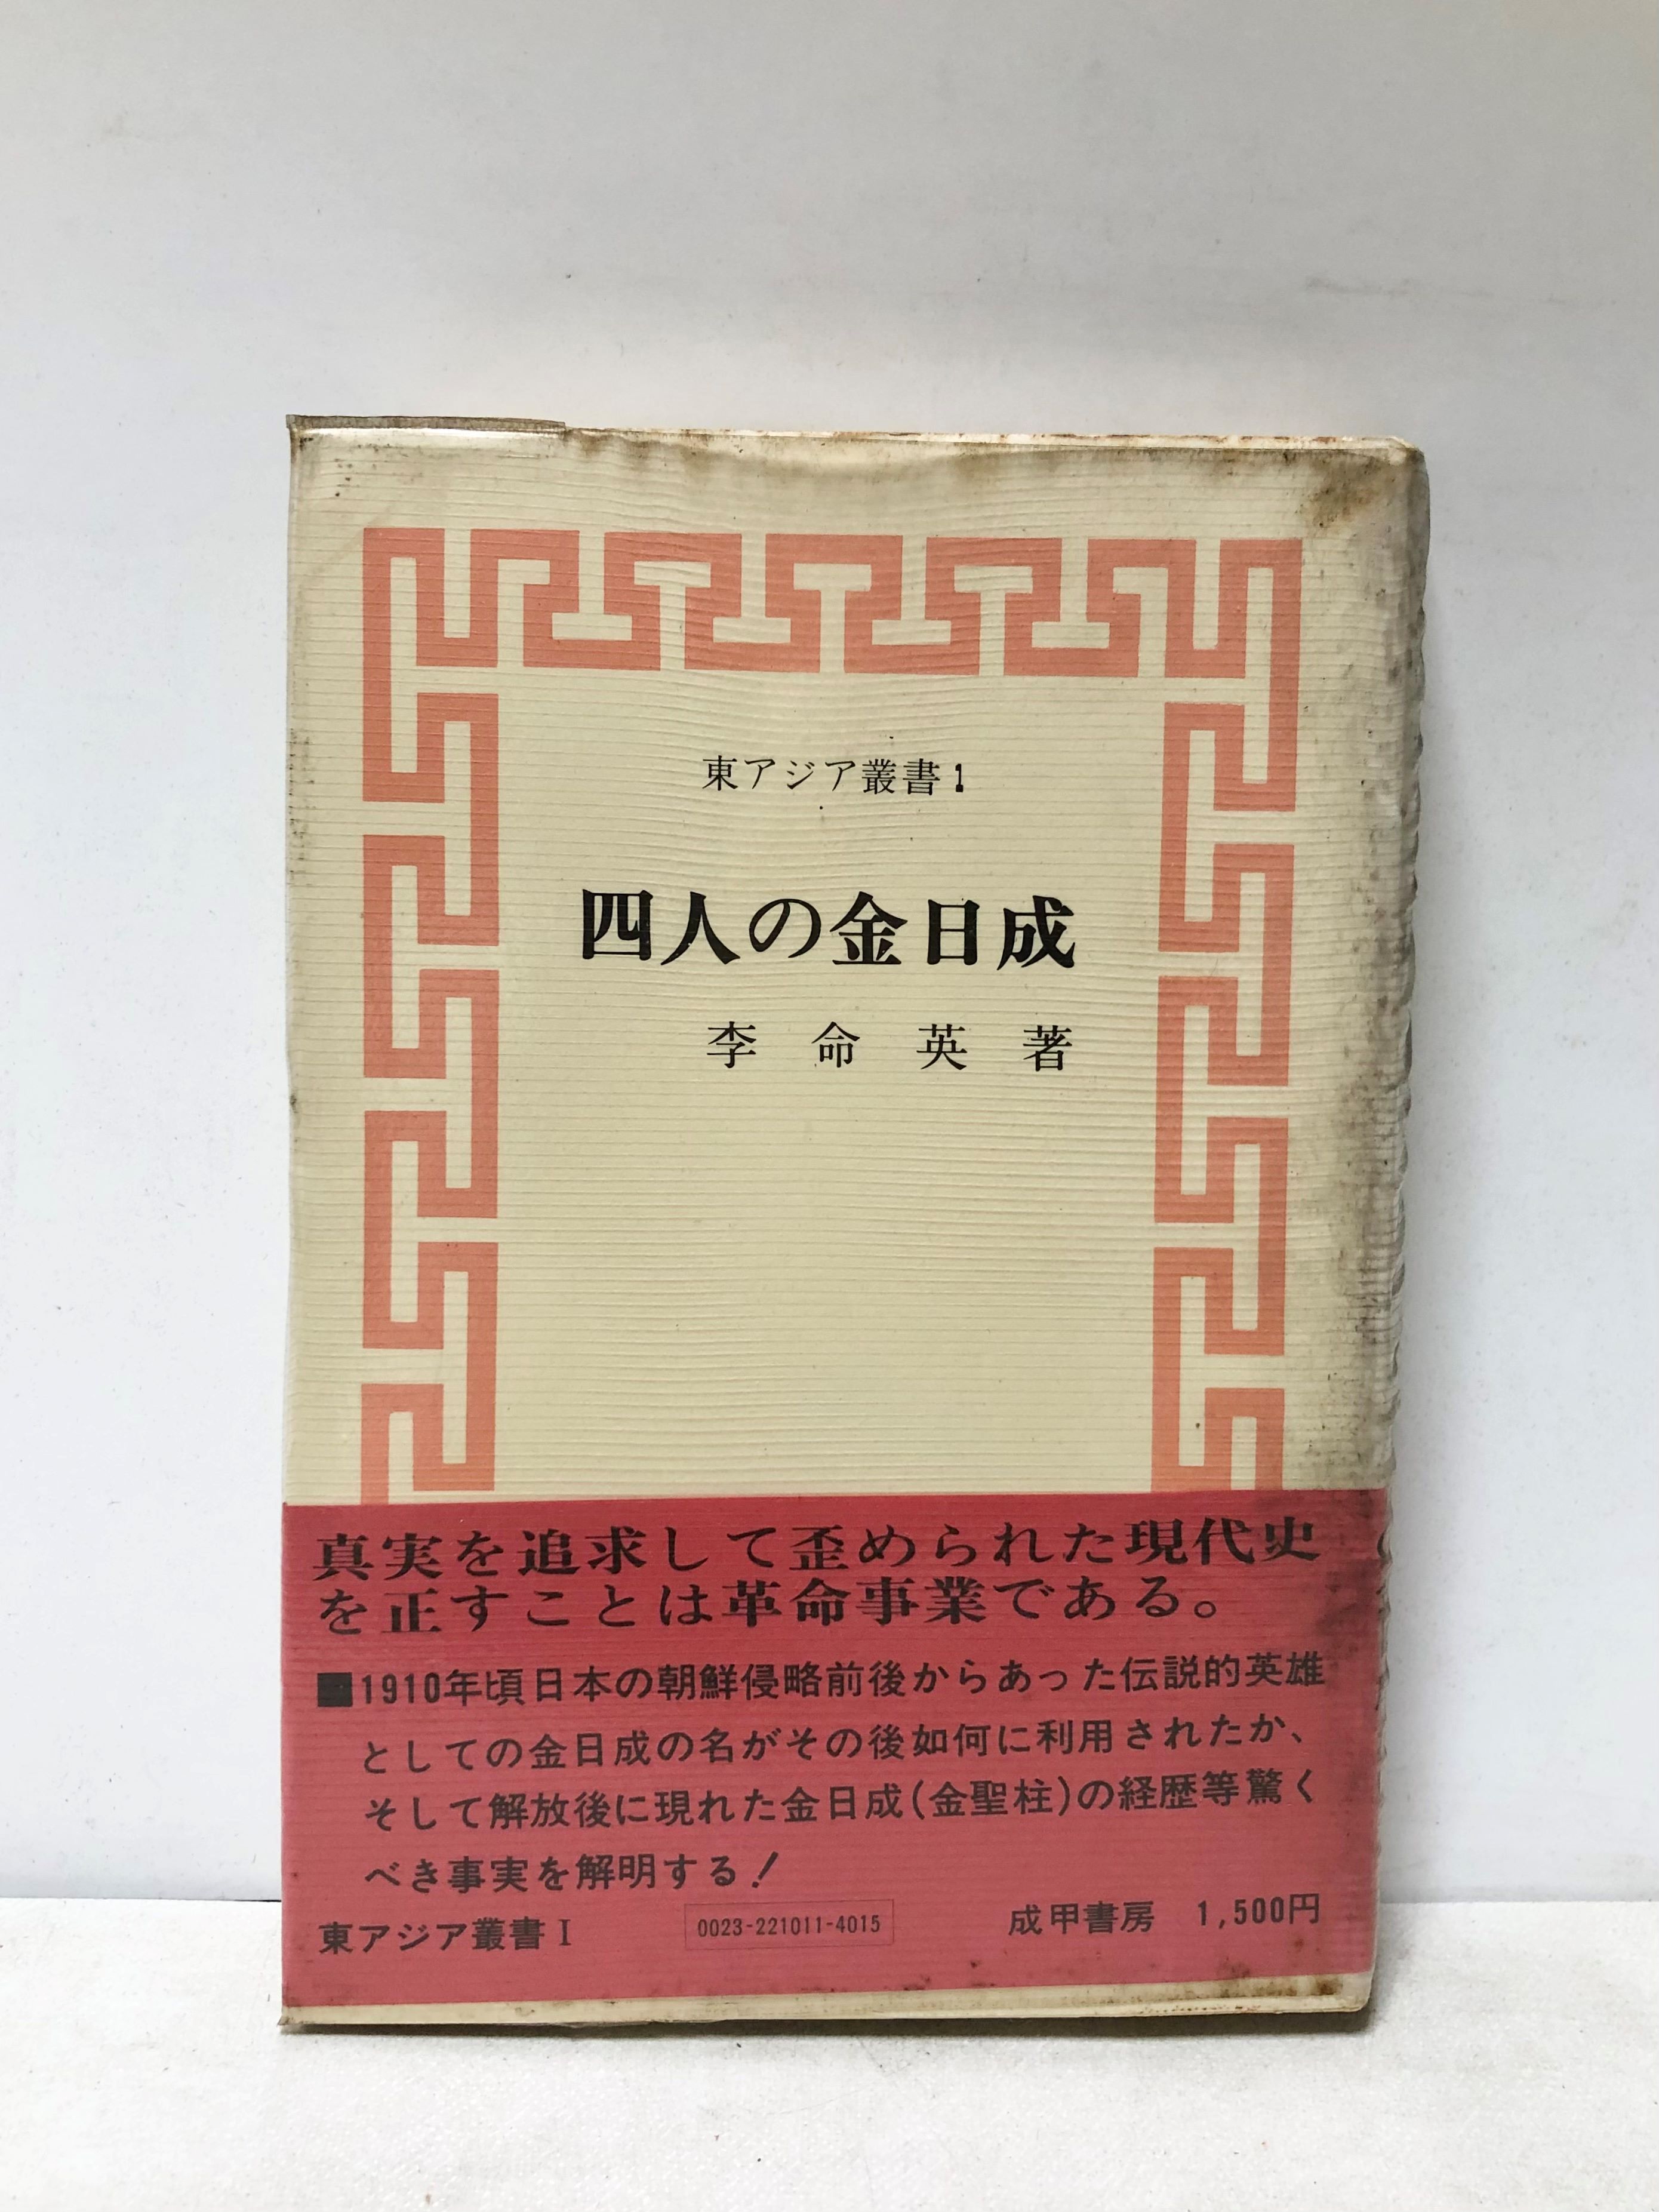 東アジア叢書1
四人の金日成
李命英著
真実を追求して歪められた現代史
を正すことは革命事業である。
■1910年頃日本の朝鮮侵略前後からあった伝説的英雄
としての金日成の名がその後如何に利用されたか、
そして解放後に現れた金日成(金聖柱)の経歴等驚く
べき事実を解明する!
東アジア叢書I 0023-221011-4015 成甲書房 1,500円